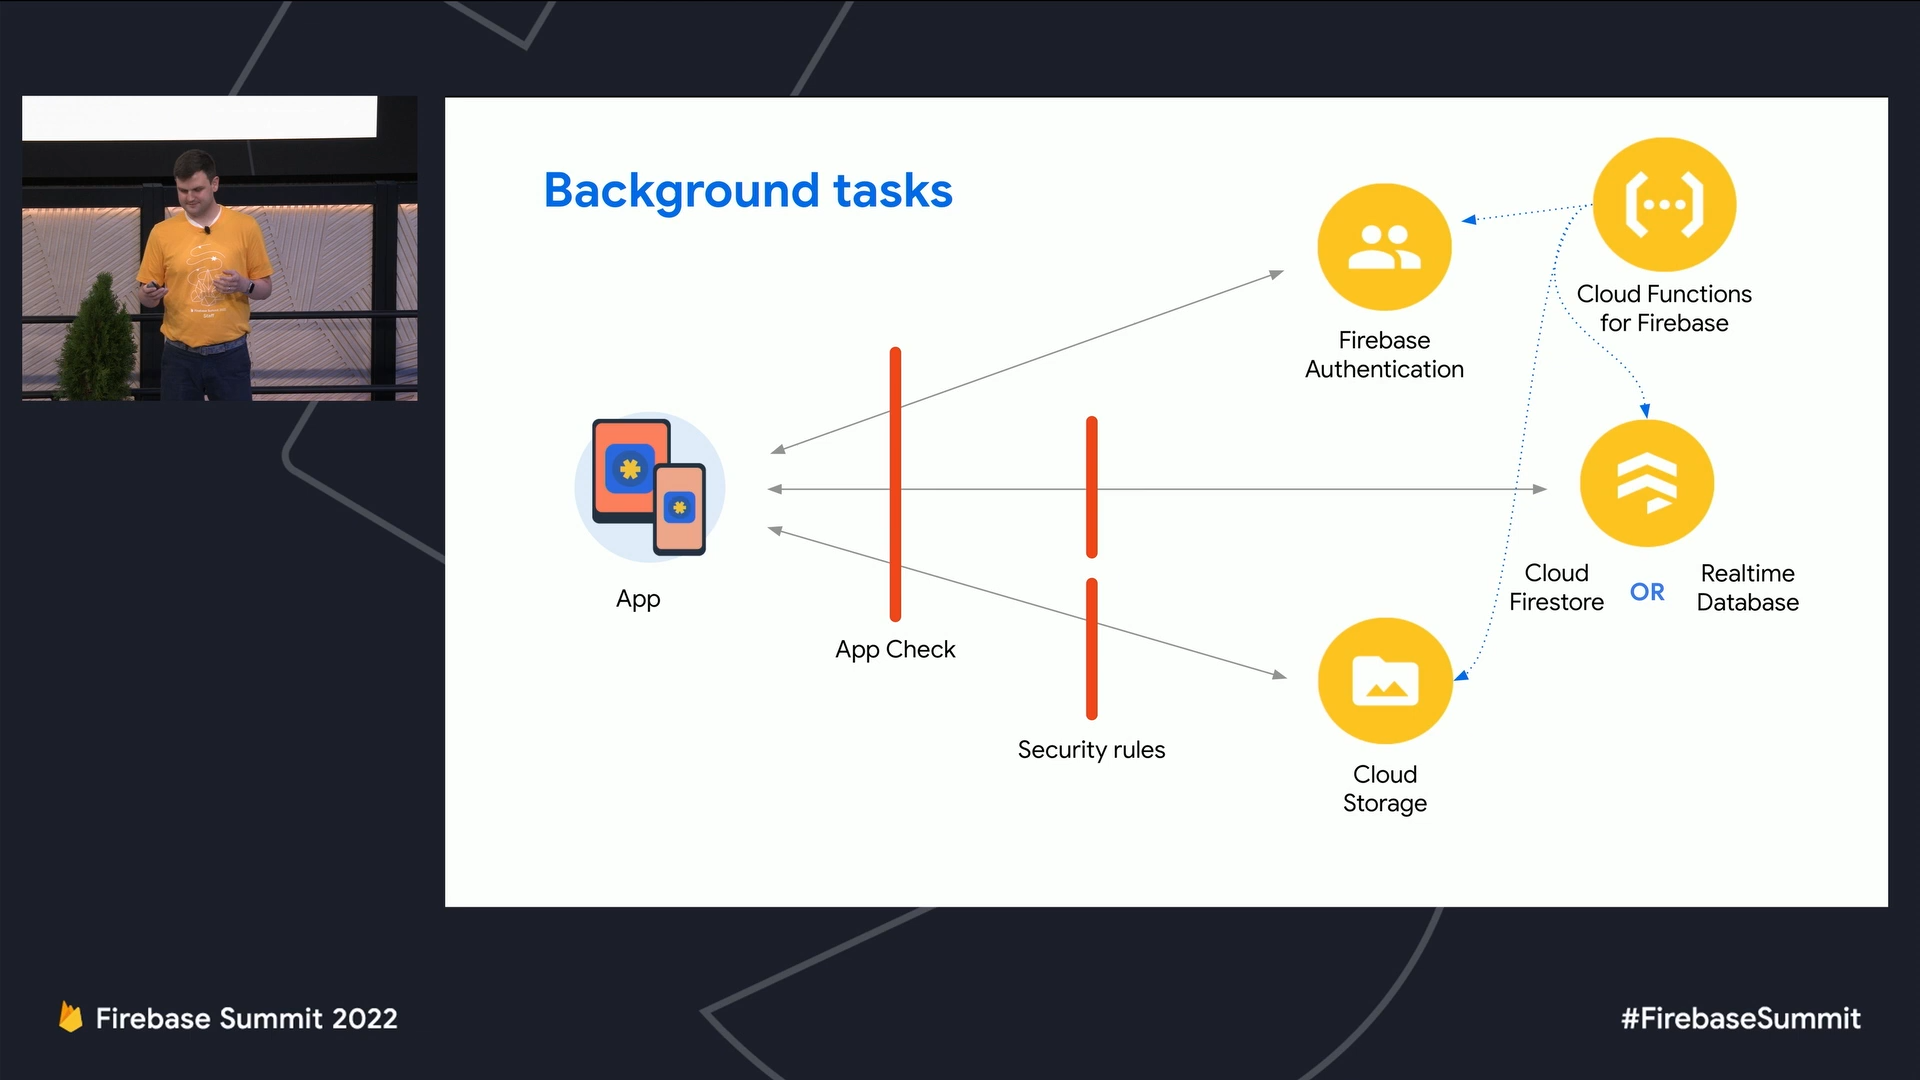 Background tasks
Cloud Functions
for Firebase
Firebase
Authentication
App
App Check
Security rules
Cloud
Firestore
OR
Realtime
Database
Cloud
Storage
Firebase Summit 2022
#FirebaseSummit